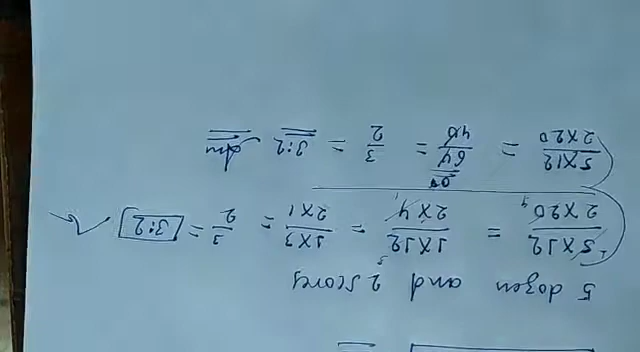 5 dozen and 2 scores
5×12/2×20 = 1×12/2×4 = 1×3/2×1 = 3/2 = 3:2
5×12/2×20 = 60/40 = 3/2 = 3:2